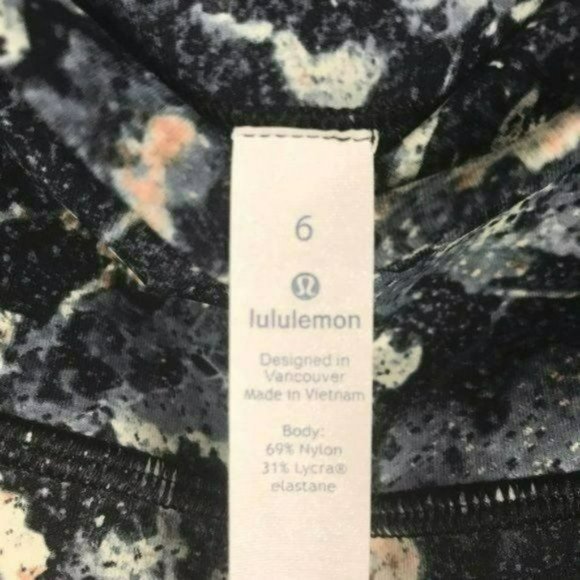 6
lululemon
Designed in
Vancouver
Made in Vietnam
Body:
69% Nylon
31% Lycra®
elastane